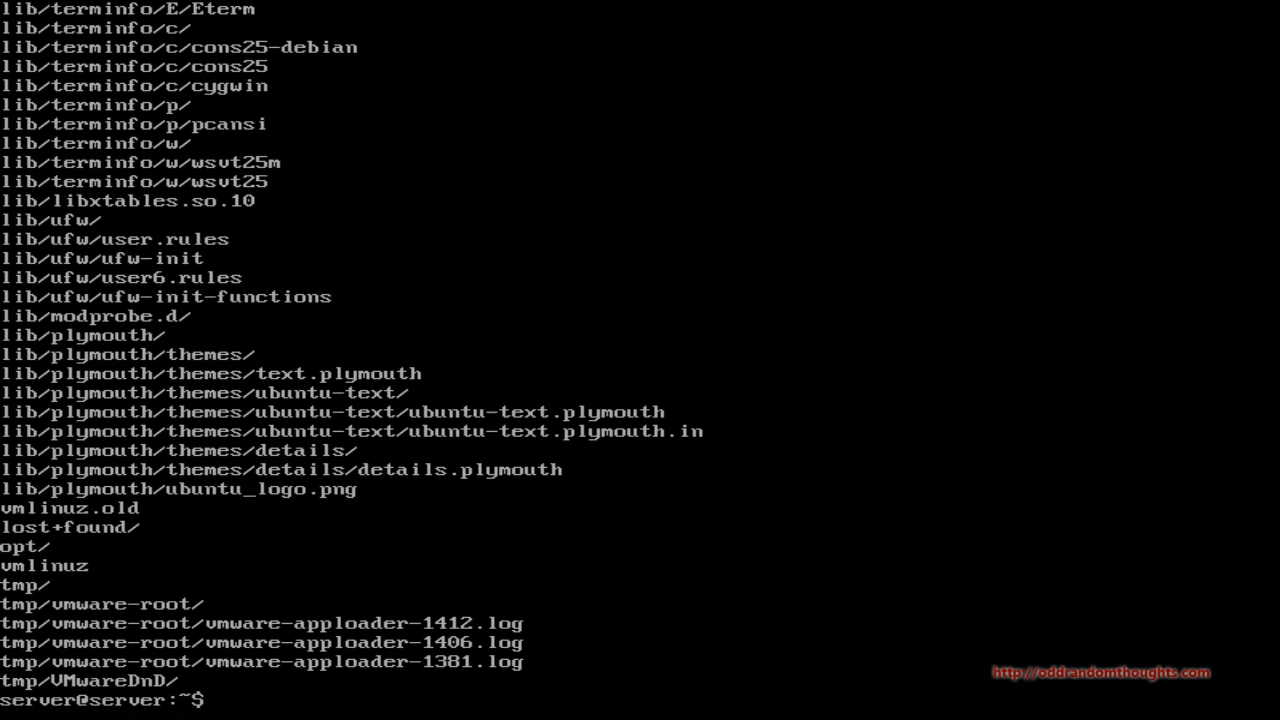 lib/terminfo/E/Eterm
lib/terminfo/c/
lib/terminfo/c/cons25-debian
lib/terminfo/c/cons25
lib/terminfo/c/cygwin
lib/terminfo/p/
lib/terminfo/p/pcansi
lib/terminfo/w/
lib/terminfo/w/wsvt25m
lib/terminfo/w/wsvt25
lib/libxtables.so.10
lib/ufw/
lib/ufw/user.rules
lib/ufw/ufw-init
lib/ufw/user6.rules
lib/ufw/ufw-init-functions
lib/modprobe.d/
lib/plymouth/
lib/plymouth/themes/
lib/plymouth/themes/text.plymouth
lib/plymouth/themes/ubuntu-text/
lib/plymouth/themes/ubuntu-text/ubuntu-text.plymouth
lib/plymouth/themes/ubuntu-text/ubuntu-text.plymouth.in
lib/plymouth/themes/details/
lib/plymouth/themes/details/details.plymouth
lib/plymouth/ubuntu_logo.png
vmlinuz.old
lost+found/
opt/
vmlinuz
tmp/
tmp/vmware-root/
tmp/vmware-root/vmware-apploader-1412.log
tmp/vmware-root/vmware-apploader-1406.log
tmp/vmware-root/vmware-apploader-1381.log
http://oddrandomthoughts.com
tmp/VMwareDnD/
server@server:~$